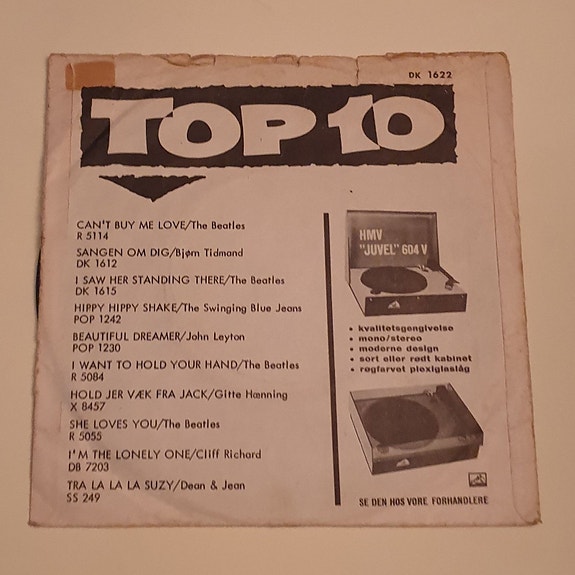 DK 1622
TOP 10
CAN'T BUY ME LOVE/The Beatles
R 5114
SANGEN OM DIG/Bjørn Tidmand
DK 1612
I SAW HER STANDING THERE/The Beatles
DK 1615
HIPPY HIPPY SHAKE/The Swinging Blue Jeans
POP 1242
BEAUTIFUL DREAMER/John Leyton
POP 1230
I WANT TO HOLD YOUR HAND/The Beatles
R 5084
HOLD JER VÆK FRA JACK/Gitte Hænning
X 8457
SHE LOVES YOU/The Beatles
R 5055
I'M THE LONELY ONE/Cliff Richard
DB 7203
TRA LA LA LA SUZY/Dean & Jean
SS 249
HMV
"JUVEL" 604 V
• kvalitetsgengivelse
• mono/stereo
• moderne design
• sort eller rødt kabinet
• røgfarvet plexiglaslåg
SE DEN HOS VORE FORHANDLERE